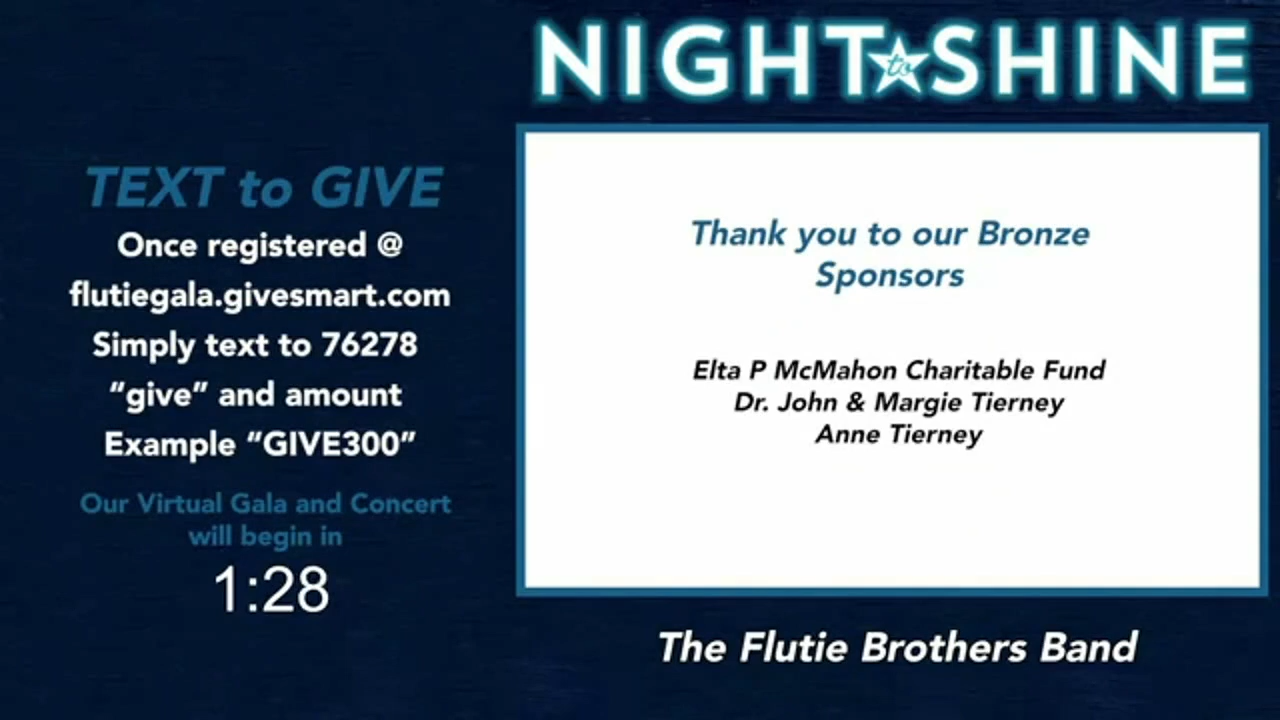 NIGHT to SHINE
TEXT to GIVE
Once registered @
flutiegala.givesmart.com
Simply text to 76278
“give” and amount
Example “GIVE300”
Our Virtual Gala and Concert
will begin in
1:28
Thank you to our Bronze
Sponsors
Elta P McMahon Charitable Fund
Dr. John & Margie Tierney
Anne Tierney
The Flutie Brothers Band